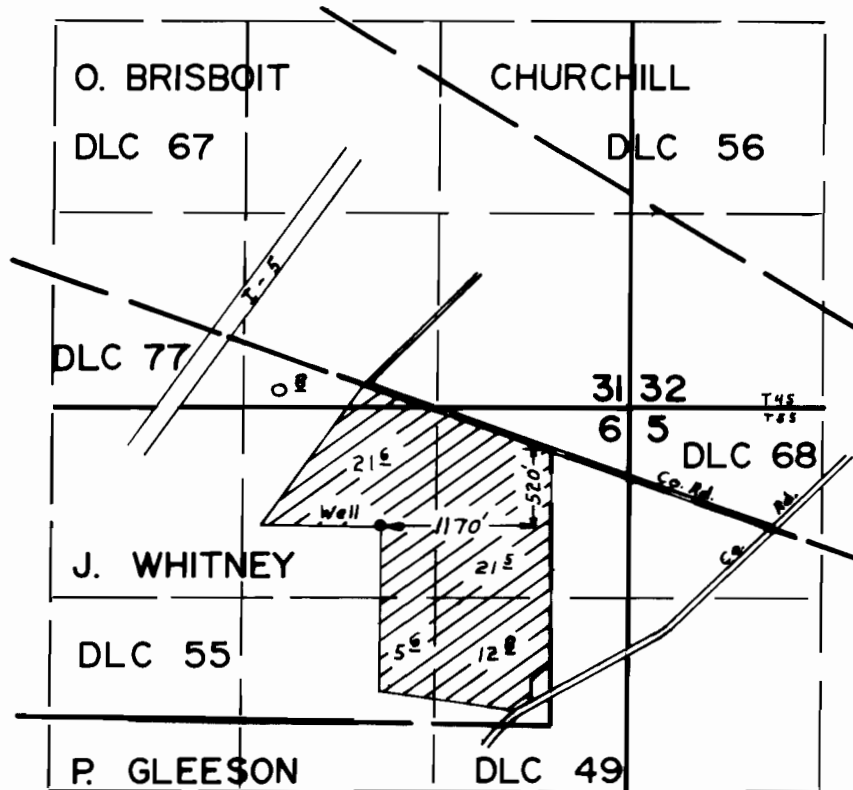 O. BRISBOIT CHURCHILL
DLC 67 DLC 56
I-5
DLC 77
8
31 32
T4S
6 5
T5S
DLC 68
21 6
520'
Co. Rd.
Co. Rd.
Well
1170'
J. WHITNEY
21 5
DLC 55
5 6
12 8
P. GLEESON DLC 49